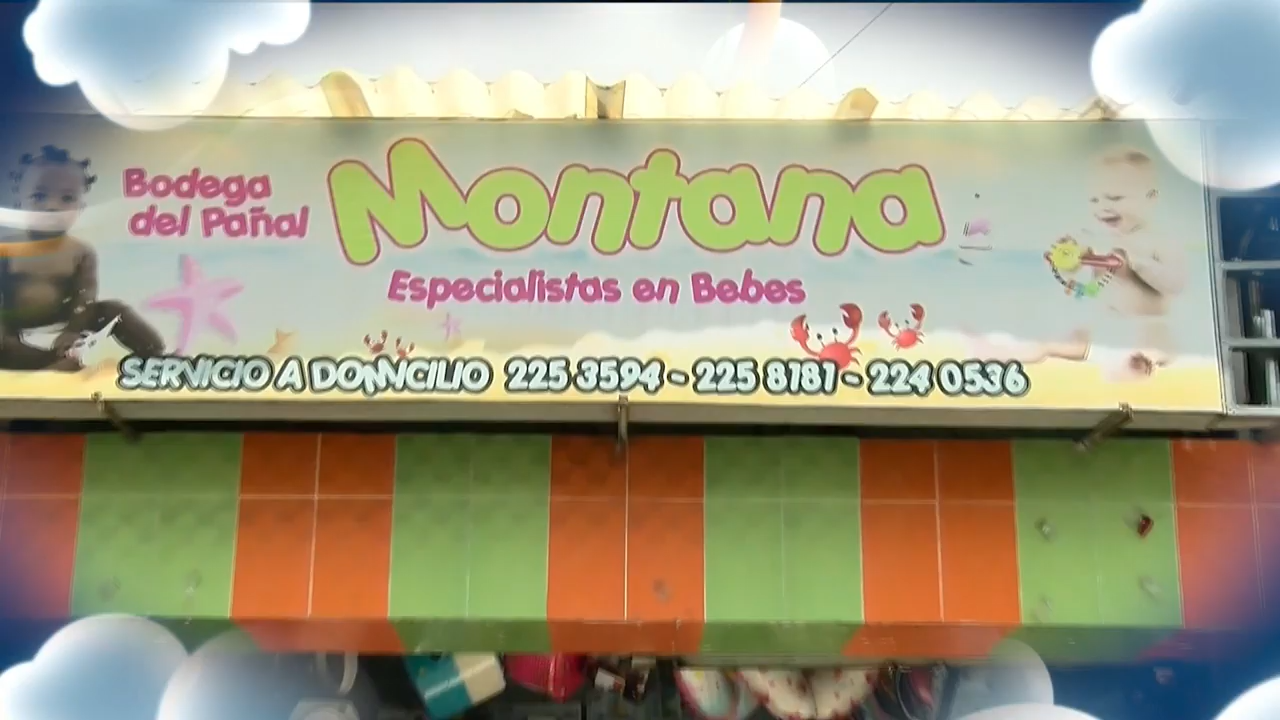 Bodega
del Pañal
Montana
Especialistas en Bebes
SERVICIO A DOMICILIO 225 3594 - 225 8181 - 224 0536